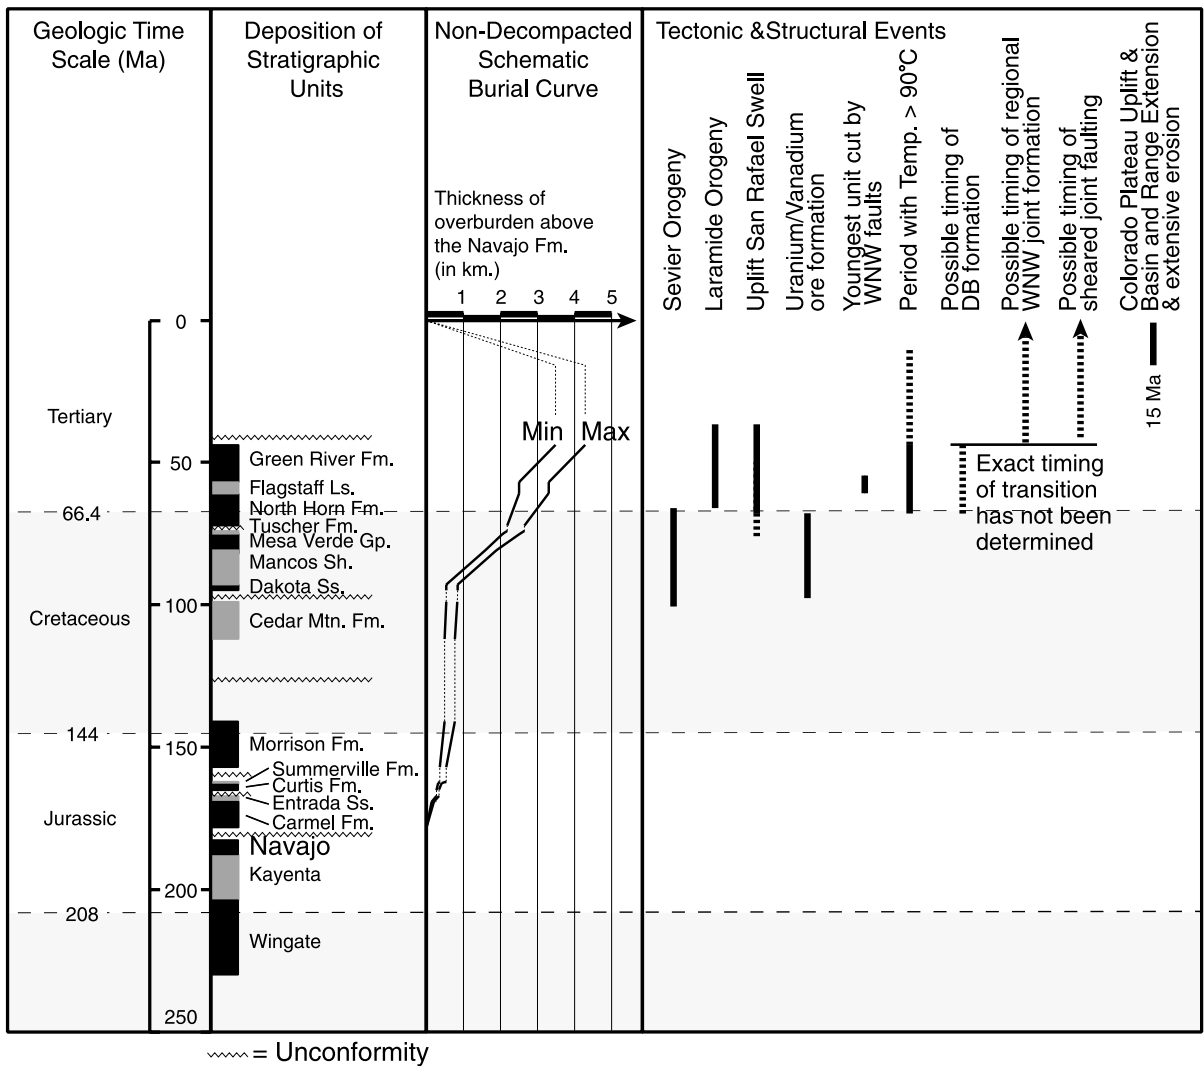 Geologic Time
Scale (Ma)
Deposition of
Stratigraphic
Units
Non-Decompacted
Schematic
Burial Curve
Tectonic &Structural Events
Thickness of
overburden above
the Navajo Fm.
(in km.)
1 2 3 4 5
Sevier Orogeny
Laramide Orogeny
Uplift San Rafael Swell
Uranium/Vanadium
ore formation
Youngest unit cut by
WNW faults
Period with Temp. > 90°C
Possible timing of
DB formation
Possible timing of regional
WNW joint formation
Possible timing of
sheared joint faulting
Colorado Plateau Uplift &
Basin and Range Extension
& extensive erosion
15 Ma
0
Tertiary
50
66.4
100
Cretaceous
144
150
Jurassic
200
208
250
Green River Fm.
Flagstaff Ls.
North Horn Fm.
Tuscher Fm.
Mesa Verde Gp.
Mancos Sh.
Dakota Ss.
Cedar Mtn. Fm.
Morrison Fm.
Summerville Fm.
Curtis Fm.
Entrada Ss.
Carmel Fm.
Navajo
Kayenta
Wingate
Min Max
Exact timing
of transition
has not been
determined
= Unconformity